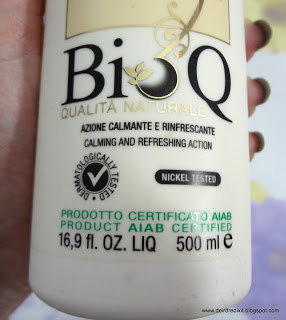 BiOQ
QUALITÀ NATURALE
AZIONE CALMANTE E RINFRESCANTE
CALMING AND REFRESHING ACTION
• DERMATOLOGICALLY TESTED •
NICKEL TESTED
PRODOTTO CERTIFICATO AIAB
PRODUCT AIAB CERTIFIED
16,9 fl. OZ. LIQ 500 ml ℮
www.deirdredixit.blogspot.com